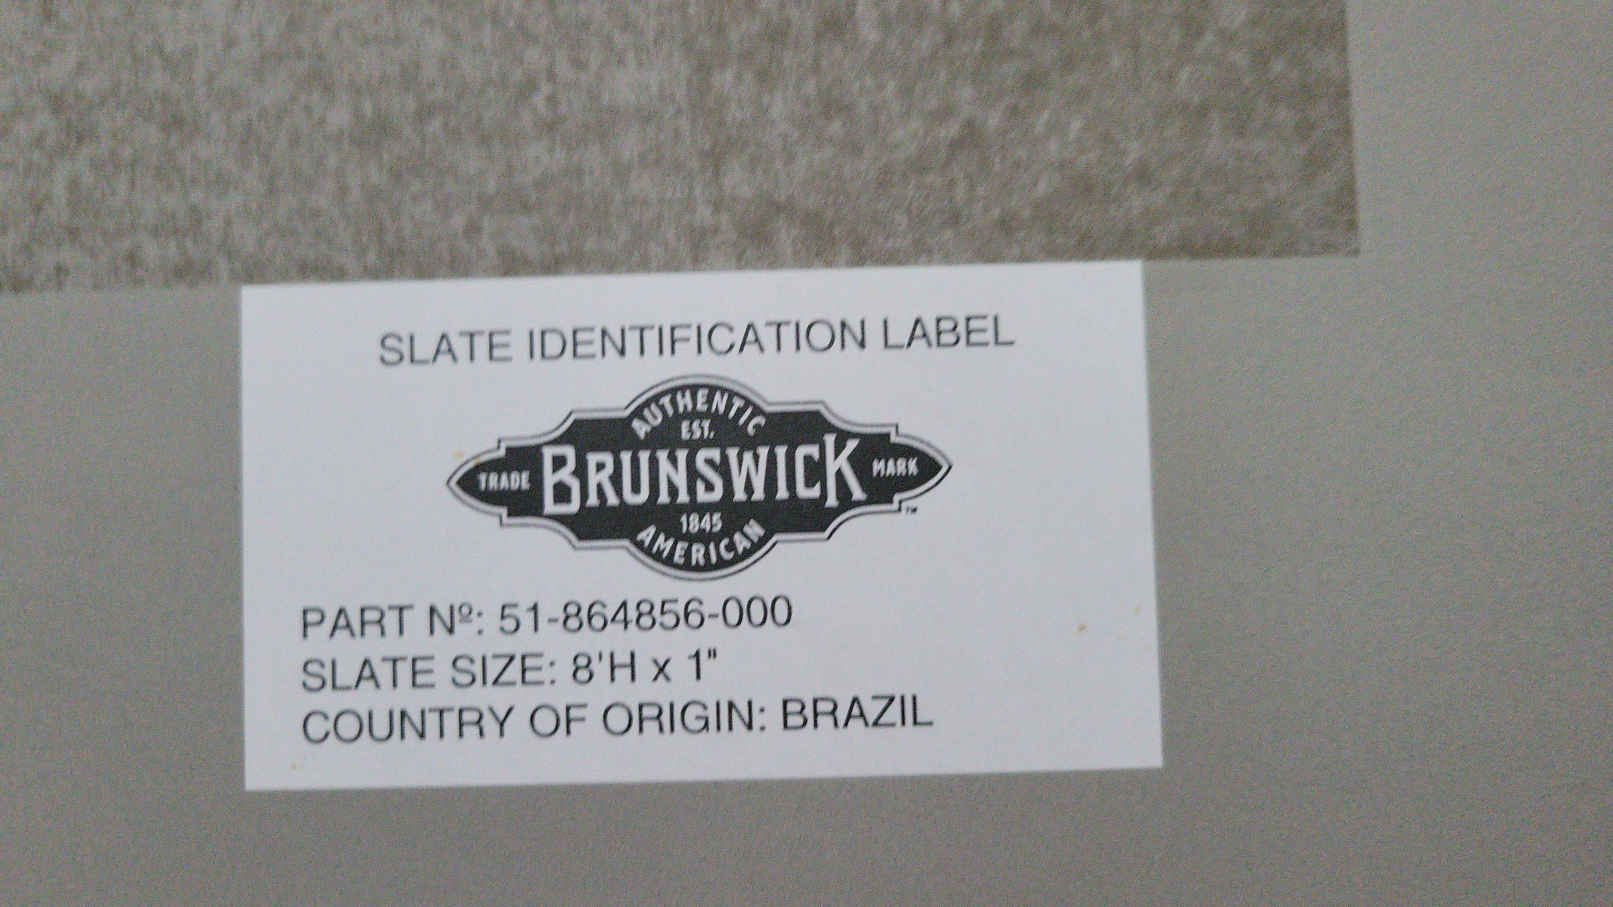 SLATE IDENTIFICATION LABEL
AUTHENTIC
EST.
TRADE BRUNSWICK MARK
™
1845
AMERICAN
PART Nº: 51-864856-000
SLATE SIZE: 8'H x 1"
COUNTRY OF ORIGIN: BRAZIL